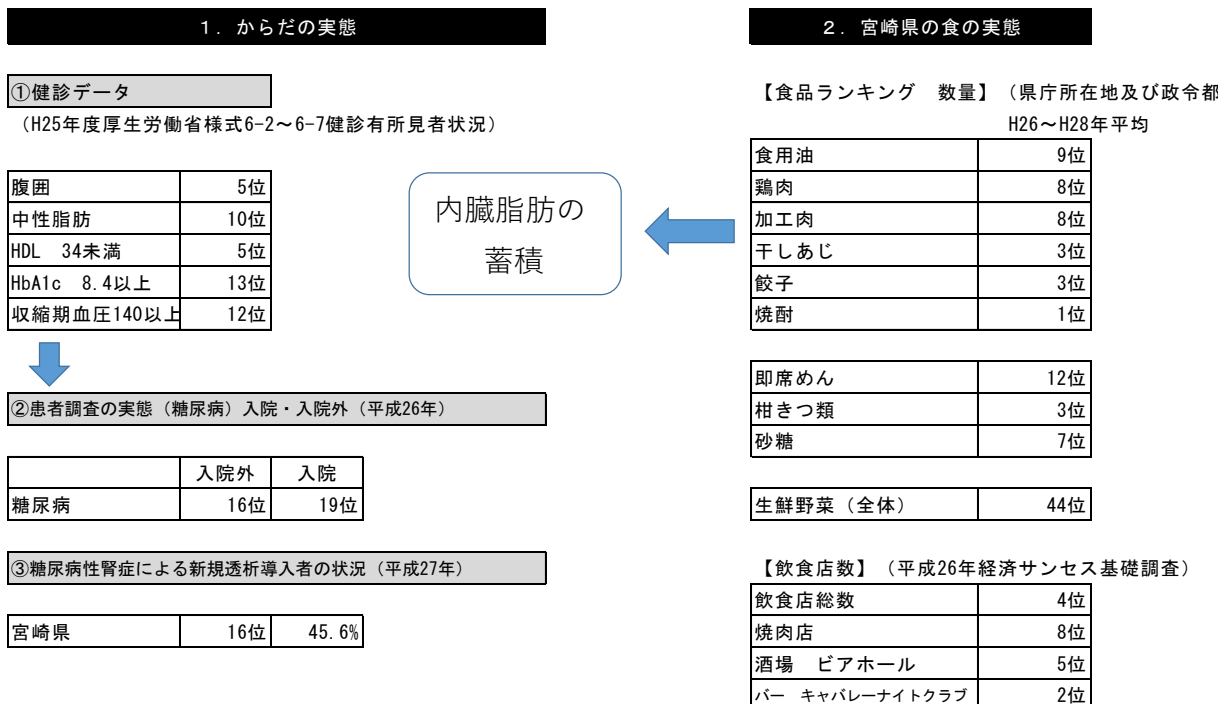 １．からだの実態
①健診データ
（H25年度厚生労働省様式6-2～6-7健診有所見者状況）
腹囲 5位
中性脂肪 10位
HDL　34未満 5位
HbA1c　8.4以上 13位
収縮期血圧140以上 12位
②患者調査の実態（糖尿病）入院・入院外（平成26年）
入院外 入院
糖尿病 16位 19位
③糖尿病性腎症による新規透析導入者の状況（平成27年）
宮崎県 16位 45.6%
内臓脂肪の
蓄積
２．宮崎県の食の実態
【食品ランキング　数量】（県庁所在地及び政令都
H26～H28年平均
食用油 9位
鶏肉 8位
加工肉 8位
干しあじ 3位
餃子 3位
焼酎 1位
即席めん 12位
柑きつ類 3位
砂糖 7位
生鮮野菜（全体） 44位
【飲食店数】（平成26年経済サンセス基礎調査）
飲食店総数 4位
焼肉店 8位
酒場　ビアホール 5位
バー　キャバレーナイトクラブ 2位